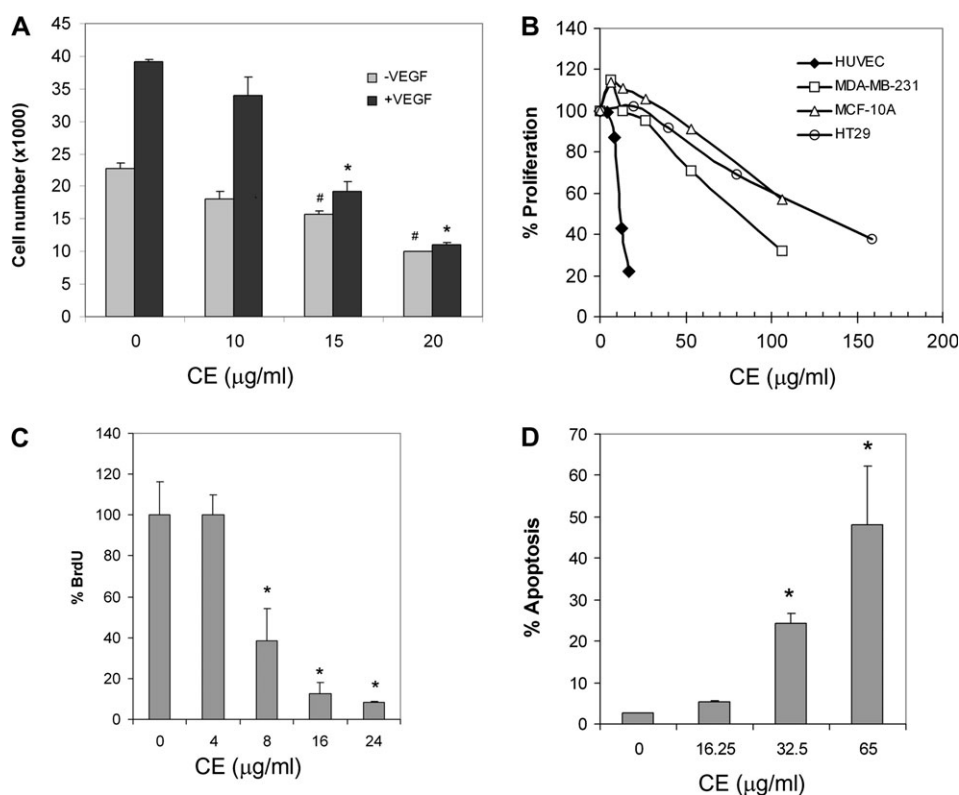 A
45
40
35
30
25
20
15
10
5
0
Cell number (x1000)
-VEGF
+VEGF
#
*
#
*
0 10 15 20
CE (μg/ml)
B
140
120
100
80
60
40
20
0
% Proliferation
HUVEC
MDA-MB-231
MCF-10A
HT29
0 50 100 150 200
CE (μg/ml)
C
140
120
100
80
60
40
20
0
% BrdU
*
*
*
0 4 8 16 24
CE (μg/ml)
D
70
60
50
40
30
20
10
0
% Apoptosis
*
*
0 16.25 32.5 65
CE (μg/ml)